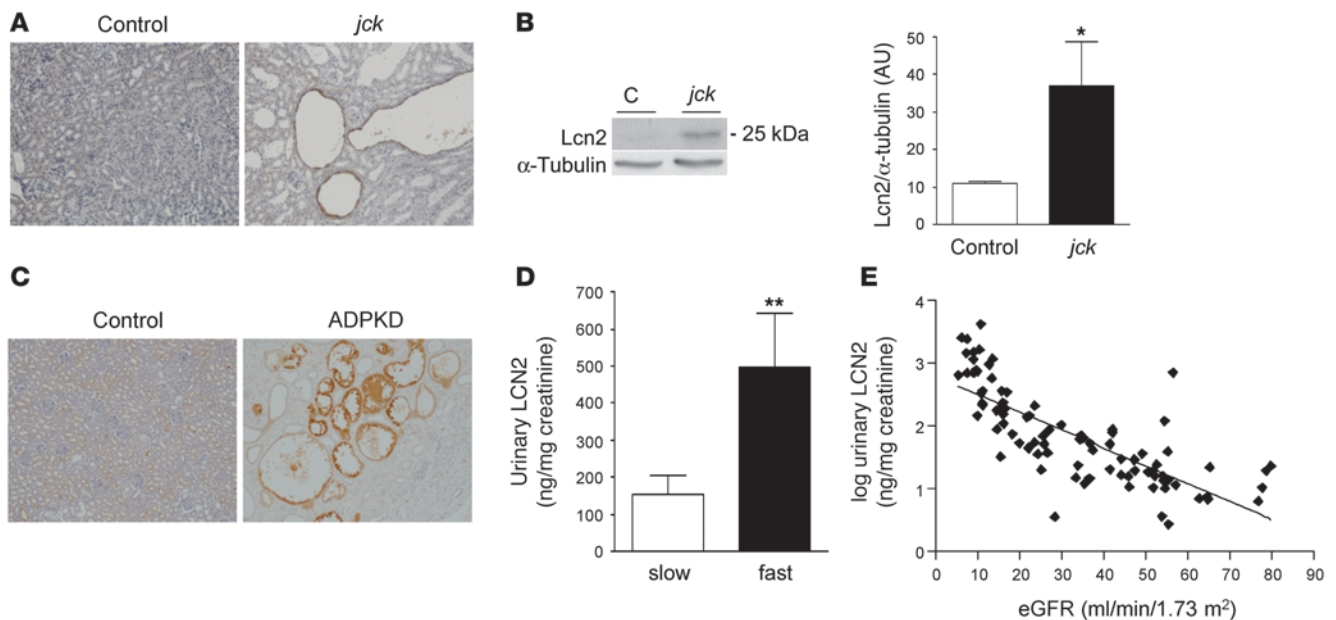 A
Control
jck
B
C
jck
Lcn2
- 25 kDa
α-Tubulin
Lcn2/α-tubulin (AU)
50
40
30
20
10
0
*
Control
jck
C
Control
ADPKD
D
Urinary LCN2
(ng/mg creatinine)
700
600
500
400
300
200
100
0
**
slow
fast
E
log urinary LCN2
(ng/mg creatinine)
4
3
2
1
0
0 10 20 30 40 50 60 70 80 90
eGFR (ml/min/1.73 m²)